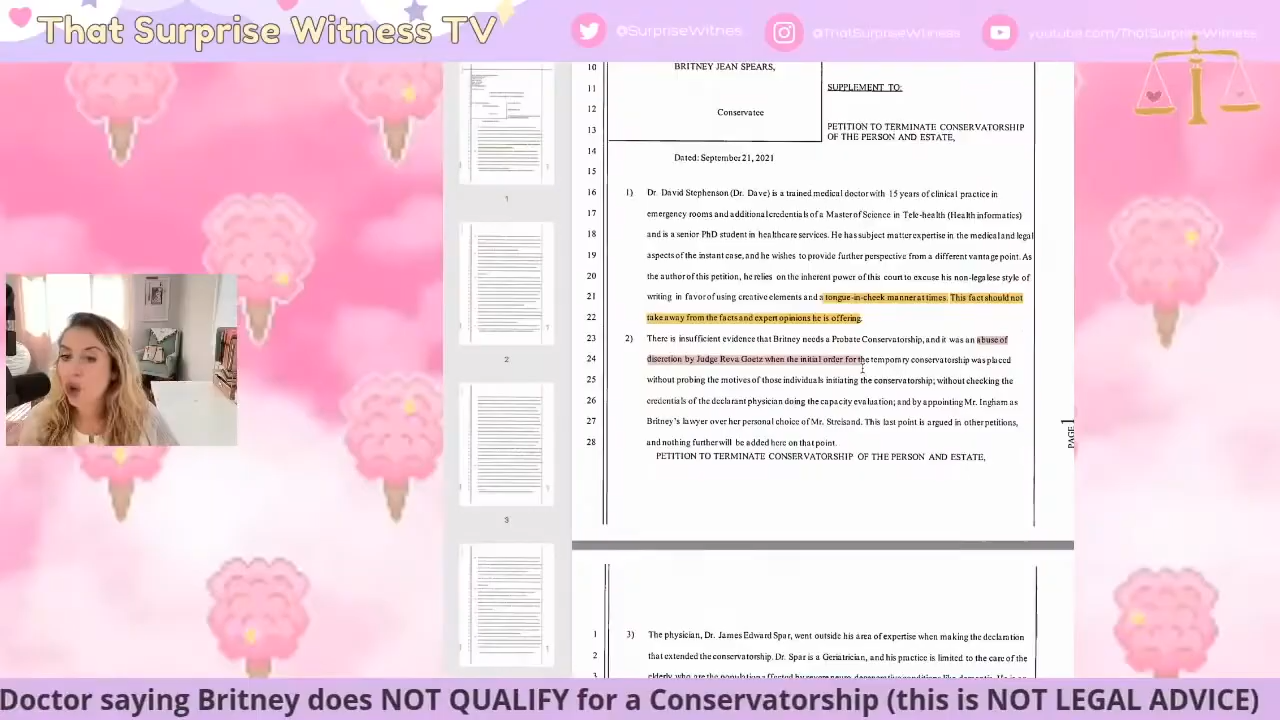 That Surprise Witness TV
@SurpriseWitnes
@ThatSurpriseWitness
youtube.com/ThatSurpriseWitness
10 BRITNEY JEAN SPEARS,
11 SUPPLEMENT TO:
12 Conservatee
13 PETITION TO TERMINATE CONSERVATORSHIP
OF THE PERSON AND ESTATE,
14
Dated: September 21, 2021
15
16 1) Dr. David Stephenson (Dr. Dave) is a trained medical doctor with 15 years of clinical practice in
17 emergency rooms and additional credentials of a Master of Science in Tele-health (Health informatics)
18 and is a senior PhD student in healthcare services. He has subject matter expertise in the medical and legal
19 aspects of the instant case, and he wishes to provide further perspective from a different vantage point. As
20 the author of this petition, he relies on the inherent power of this court to excuse his non-legalese style of
21 writing in favor of using creative elements and a tongue-in-cheek manner at times. This fact should not
22 take away from the facts and expert opinions he is offering.
23 2) There is insufficient evidence that Britney needs a Probate Conservatorship, and it was an abuse of
24 discretion by Judge Reva Goetz when the initial order for the temporary conservatorship was placed
25 without probing the motives of those individuals initiating the conservatorship; without checking the
26 credentials of the declarant physician doing the capacity evaluation; and by appointing Mr. Ingham as
27 Britney's lawyer over her personal choice of Mr. Streisand. This last point is argued in other petitions,
28 and nothing further will be added here on that point.
PETITION TO TERMINATE CONSERVATORSHIP OF THE PERSON AND ESTATE,
PAGE 1
1 3) The physician, Dr. James Edward Spar, went outside his area of expertise when making the declaration
2 that extended the conservatorship. Dr. Spar is a Geriatrician, and his practice is limited to the care of the
3
1
2
3
Doctor saying Britney does NOT QUALIFY for a Conservatorship (this is NOT LEGAL ADVICE)